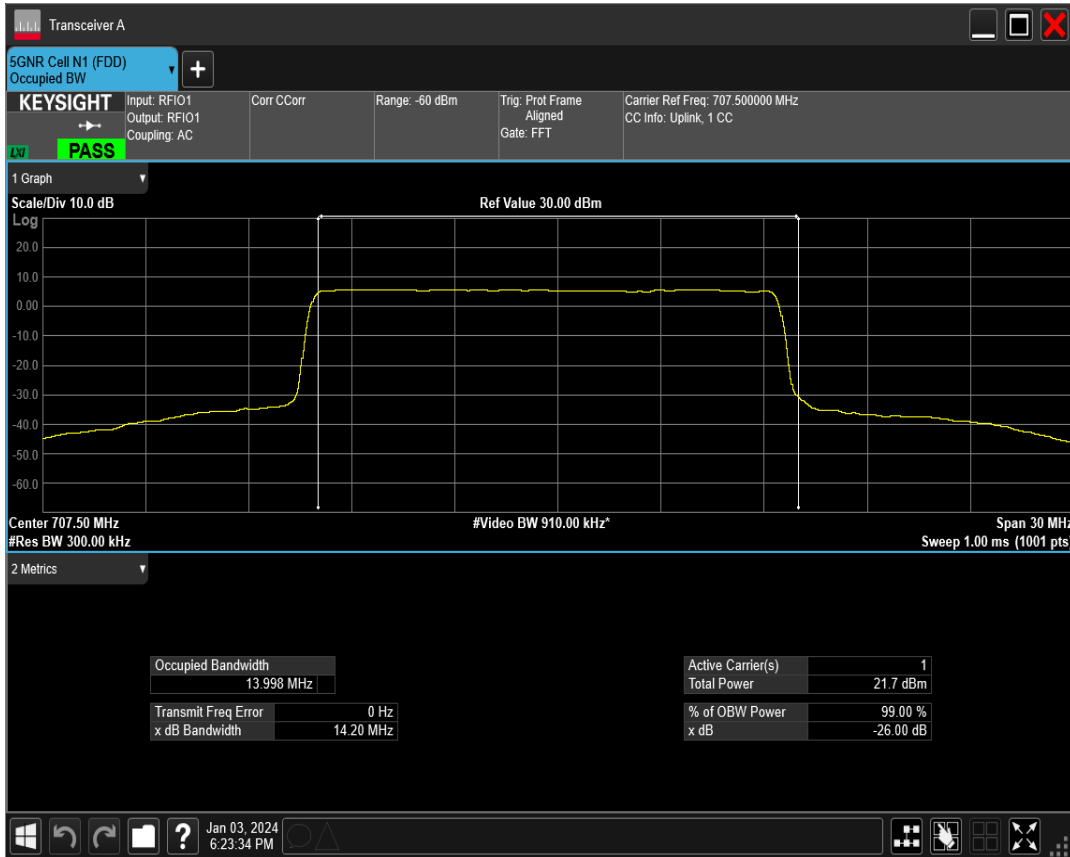 Transceiver A
5GNR Cell N1 (FDD)
Occupied BW
+
KEYSIGHT
LXI
PASS
Input: RFIO1
Output: RFIO1
Coupling: AC
Corr CCorr
Range: -60 dBm
Trig: Prot Frame
Aligned
Gate: FFT
Carrier Ref Freq: 707.500000 MHz
CC Info: Uplink, 1 CC
1 Graph
Scale/Div 10.0 dB
Ref Value 30.00 dBm
Log
20.0
10.0
0.00
-10.0
-20.0
-30.0
-40.0
-50.0
-60.0
Center 707.50 MHz
#Video BW 910.00 kHz*
Span 30 MHz
#Res BW 300.00 kHz
Sweep 1.00 ms (1001 pts)
2 Metrics
Occupied Bandwidth
13.998 MHz
Transmit Freq Error 0 Hz
x dB Bandwidth 14.20 MHz
Active Carrier(s) 1
Total Power 21.7 dBm
% of OBW Power 99.00 %
x dB -26.00 dB
?
Jan 03, 2024
6:23:34 PM